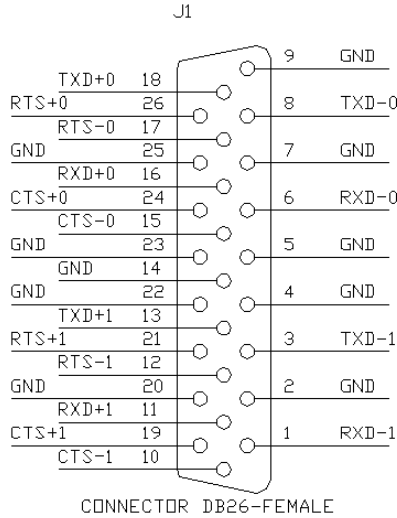 J1
9 GND
TXD+0 18
RTS+0 26 8 TXD-0
RTS-0 17
GND 25 7 GND
RXD+0 16
CTS+0 24 6 RXD-0
CTS-0 15
GND 23 5 GND
GND 14
GND 22 4 GND
TXD+1 13
RTS+1 21 3 TXD-1
RTS-1 12
GND 20 2 GND
RXD+1 11
CTS+1 19 1 RXD-1
CTS-1 10
CONNECTOR DB26-FEMALE